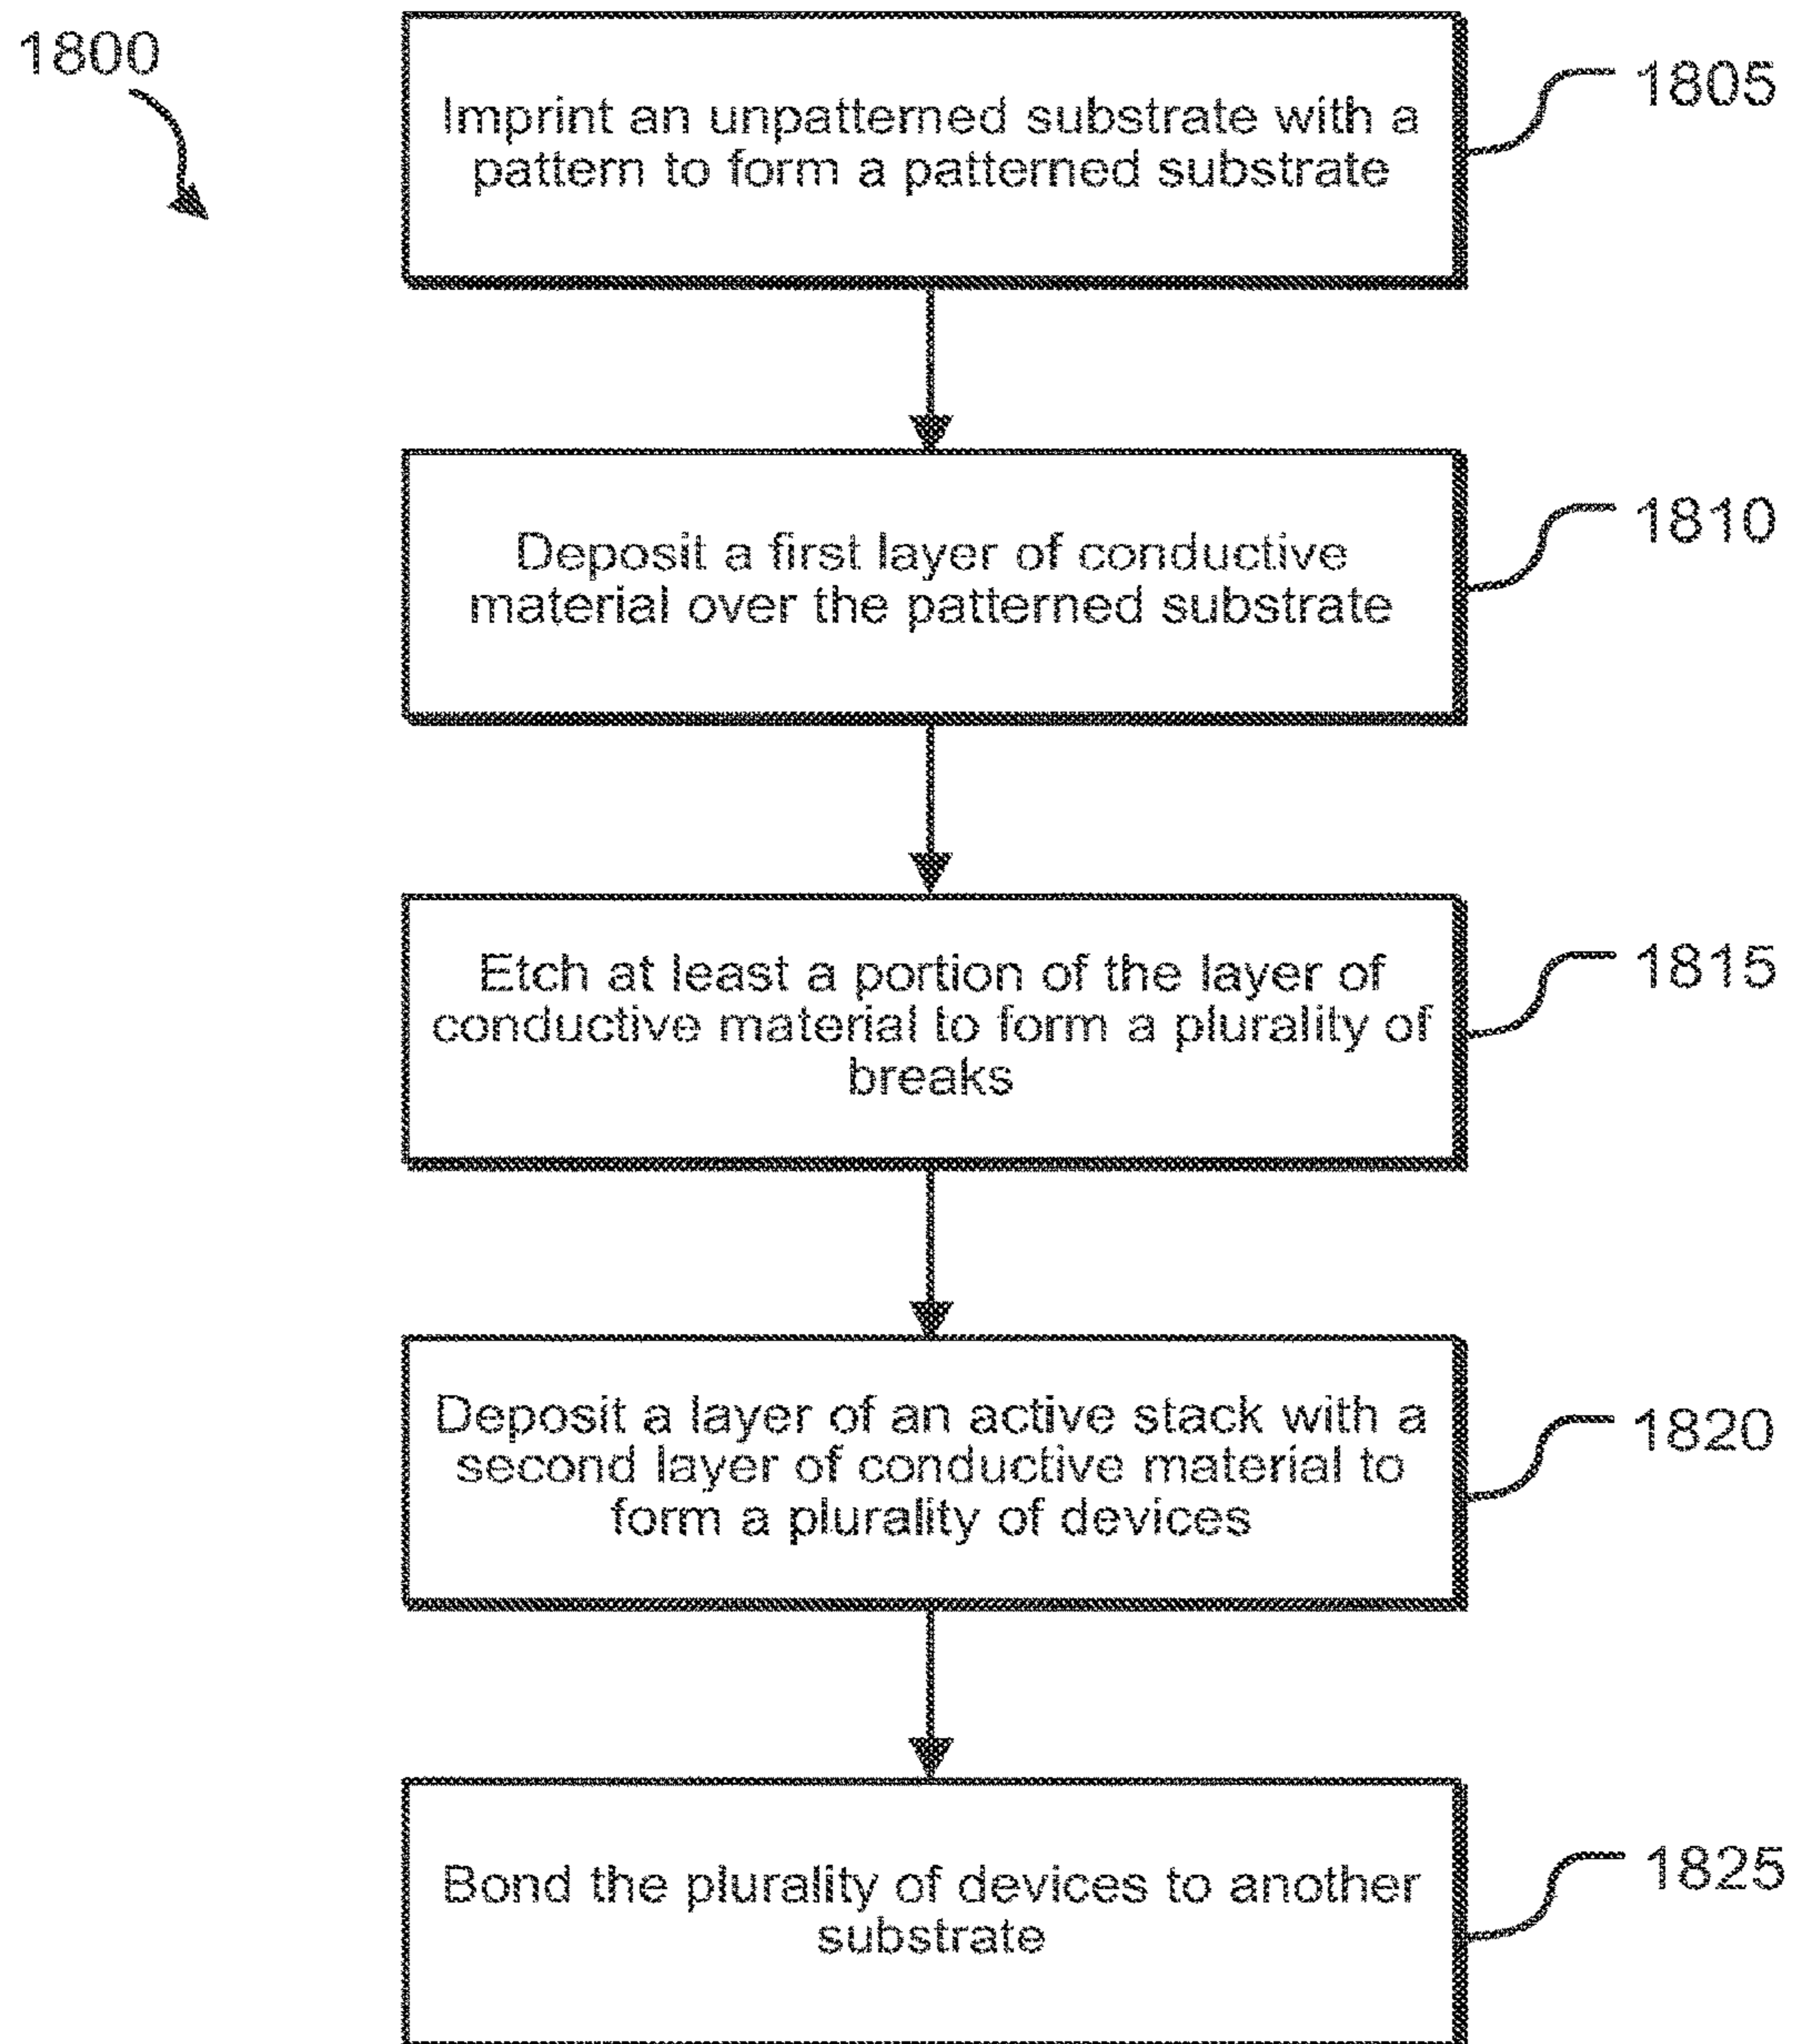 1800
Imprint an unpatterned substrate with a
pattern to form a patterned substrate
1805
Deposit a first layer of conductive
material over the patterned substrate
1810
Etch at least a portion of the layer of
conductive material to form a plurality of
breaks
1815
Deposit a layer of an active stack with a
second layer of conductive material to
form a plurality of devices
1820
Bond the plurality of devices to another
substrate
1825